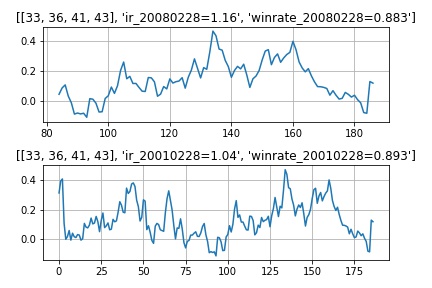 [[33, 36, 41, 43], 'ir_20080228=1.16', 'winrate_20080228=0.883']
0.4
0.2
0.0
80 100 120 140 160 180
[[33, 36, 41, 43], 'ir_20010228=1.04', 'winrate_20010228=0.893']
0.4
0.2
0.0
0 25 50 75 100 125 150 175